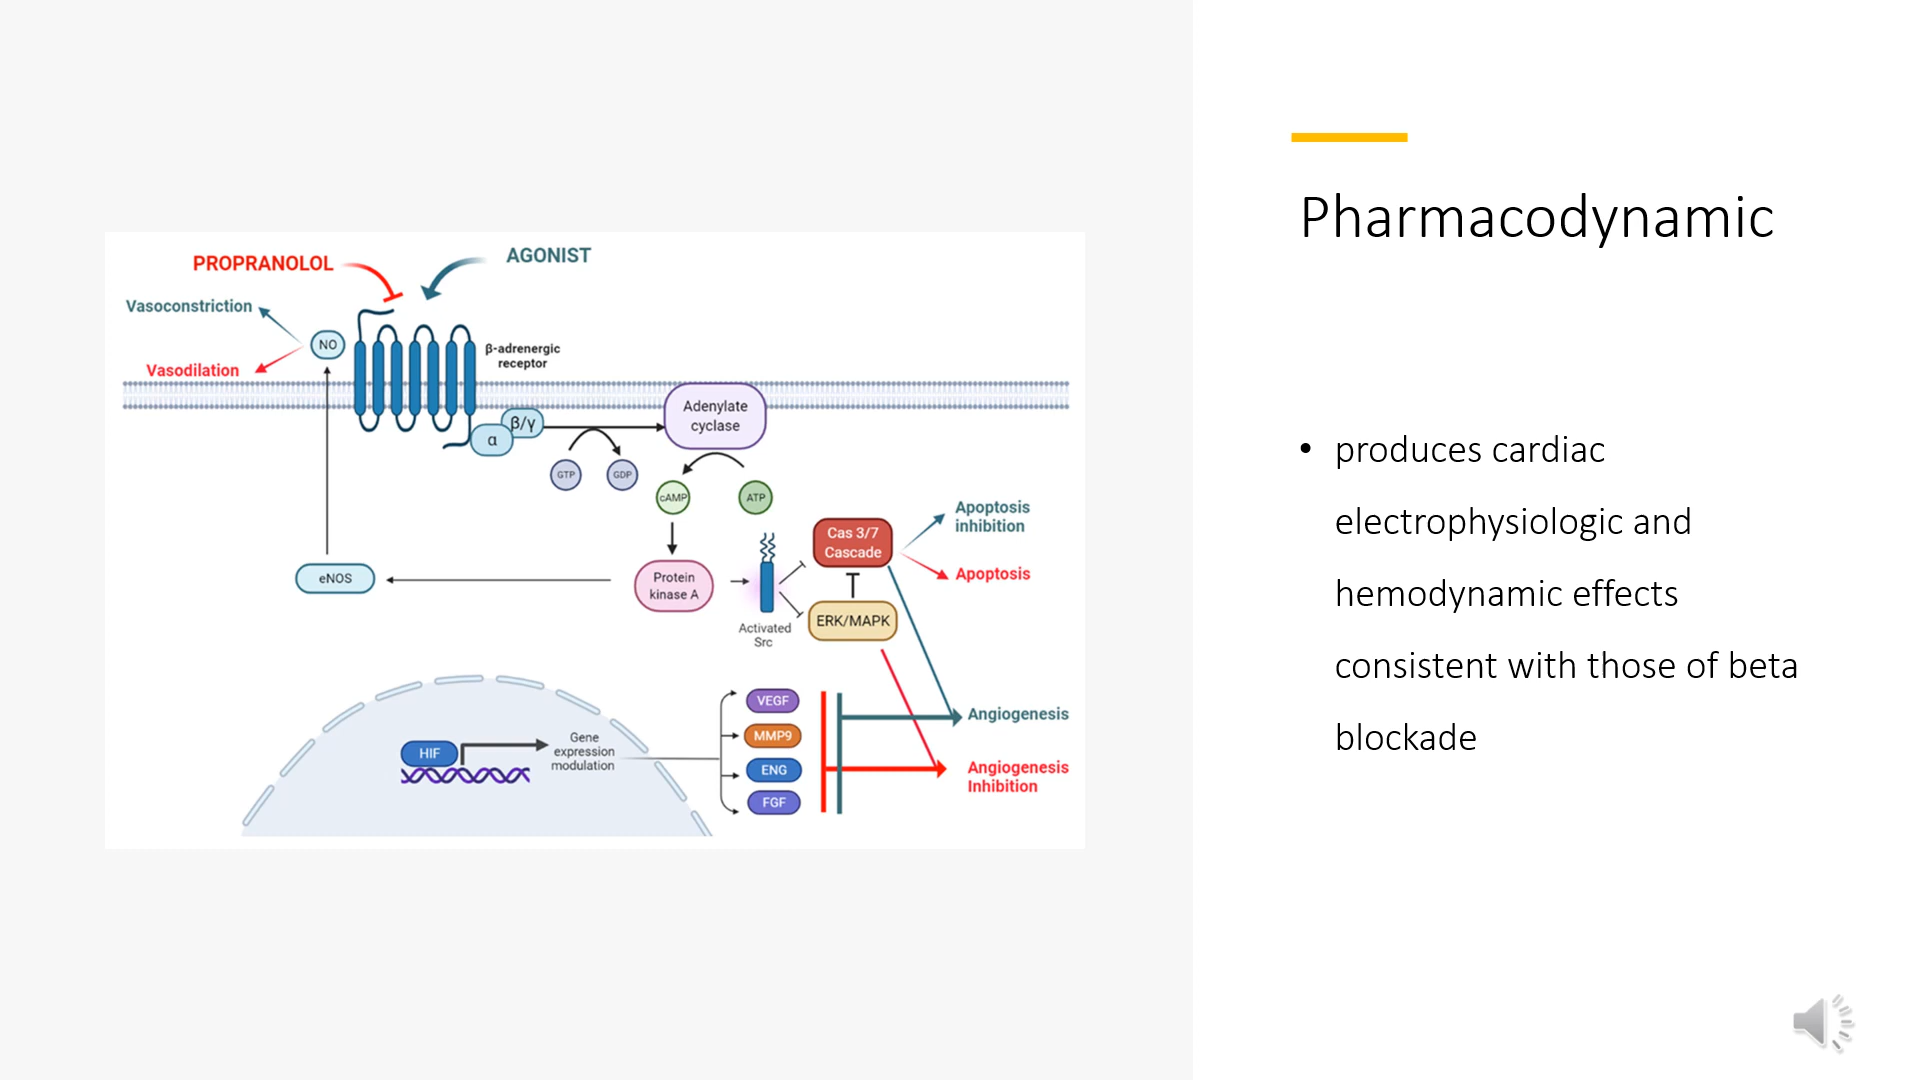 PROPRANOLOL
AGONIST
Vasoconstriction
NO
Vasodilation
β-adrenergic
receptor
Adenylate
cyclase
β/γ
α
GTP
GDP
cAMP
ATP
Apoptosis
inhibition
Cas 3/7
Cascade
Apoptosis
eNOS
Protein
kinase A
ERK/MAPK
Activated
Src
VEGF
MMP9
ENG
FGF
Angiogenesis
Angiogenesis
Inhibition
HIF
Gene
expression
modulation
Pharmacodynamic
• produces cardiac
electrophysiologic and
hemodynamic effects
consistent with those of beta
blockade